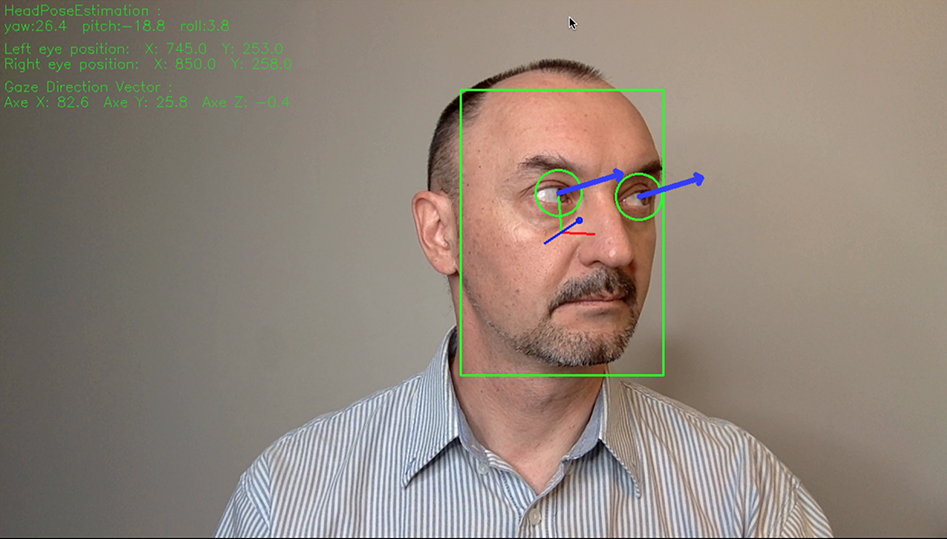 HeadPoseEstimation :
yaw:26.4 pitch:-18.8 roll:3.8
Left eye position: X: 745.0 Y: 253.0
Right eye position: X: 850.0 Y: 258.0
Gaze Direction Vector :
Axe X: 82.6 Axe Y: 25.8 Axe Z: -0.4